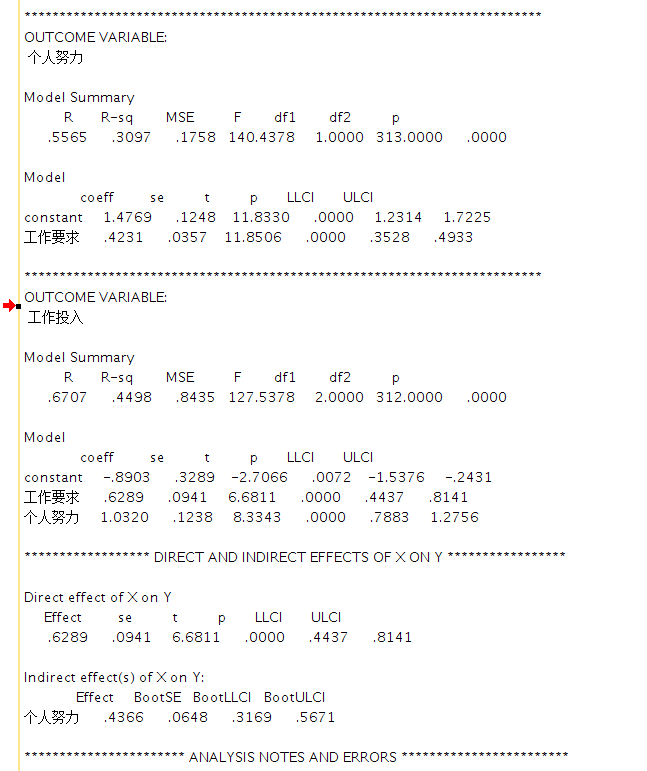 **************************************************************************
OUTCOME VARIABLE:
个人努力
Model Summary
R R-sq MSE F df1 df2 p
.5565 .3097 .1758 140.4378 1.0000 313.0000 .0000
Model
coeff se t p LLCI ULCI
constant 1.4769 .1248 11.8330 .0000 1.2314 1.7225
工作要求 .4231 .0357 11.8506 .0000 .3528 .4933
**************************************************************************
OUTCOME VARIABLE:
工作投入
Model Summary
R R-sq MSE F df1 df2 p
.6707 .4498 .8435 127.5378 2.0000 312.0000 .0000
Model
coeff se t p LLCI ULCI
constant -.8903 .3289 -2.7066 .0072 -1.5376 -.2431
工作要求 .6289 .0941 6.6811 .0000 .4437 .8141
个人努力 1.0320 .1238 8.3343 .0000 .7883 1.2756
****************** DIRECT AND INDIRECT EFFECTS OF X ON Y *****************
Direct effect of X on Y
Effect se t p LLCI ULCI
.6289 .0941 6.6811 .0000 .4437 .8141
Indirect effect(s) of X on Y:
Effect BootSE BootLLCI BootULCI
个人努力 .4366 .0648 .3169 .5671
*********************** ANALYSIS NOTES AND ERRORS ************************